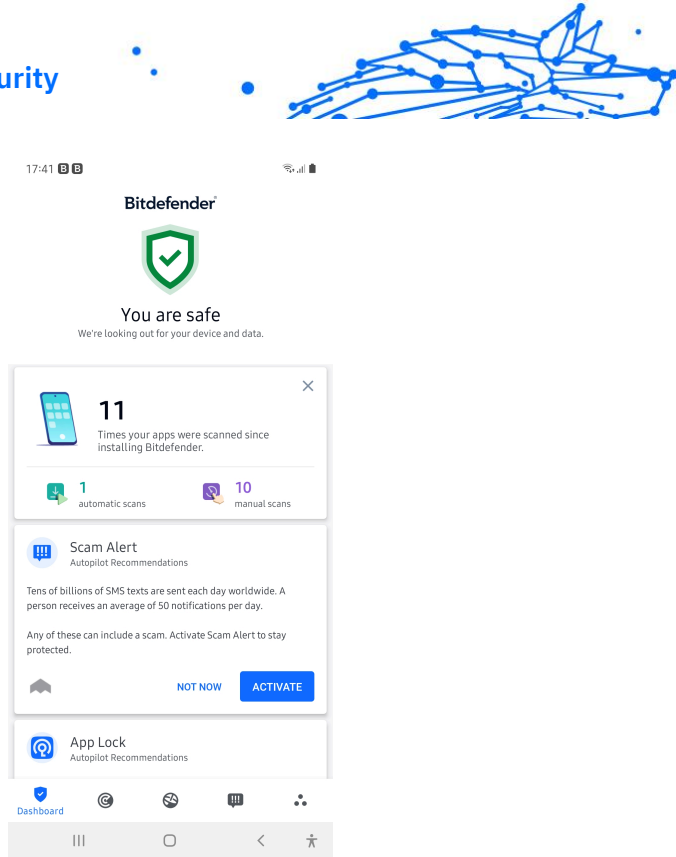 urity
17:41 B B
Bitdefender®
You are safe
We're looking out for your device and data.
11
Times your apps were scanned since
installing Bitdefender.
1
automatic scans
10
manual scans
Scam Alert
Autopilot Recommendations
Tens of billions of SMS texts are sent each day worldwide. A
person receives an average of 50 notifications per day.
Any of these can include a scam. Activate Scam Alert to stay
protected.
NOT NOW
ACTIVATE
App Lock
Autopilot Recommendations
Dashboard